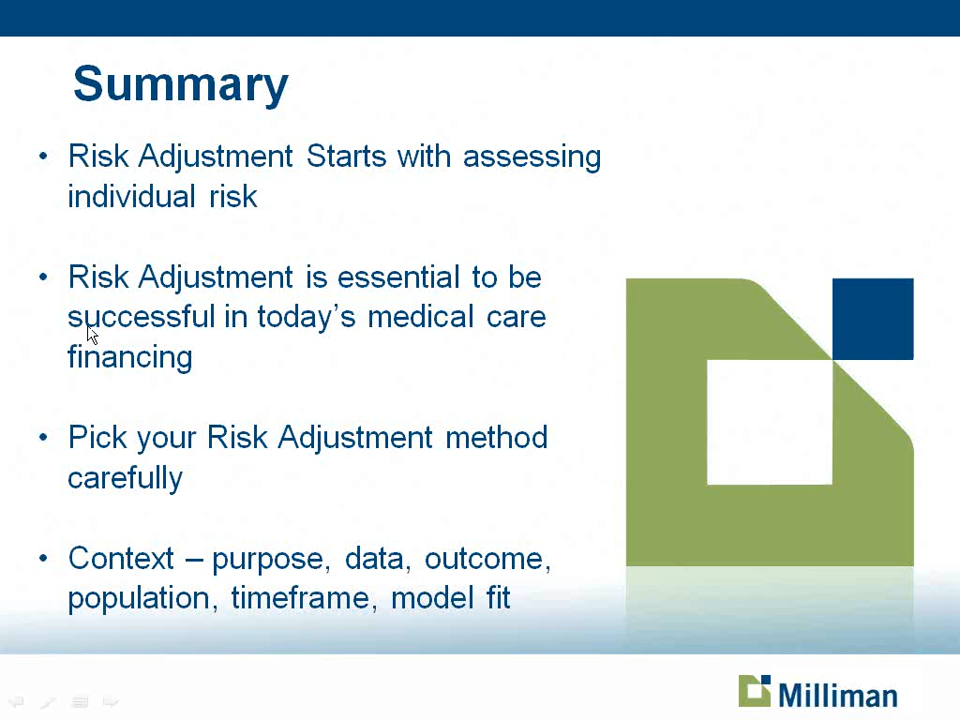 Summary
• Risk Adjustment Starts with assessing
individual risk
• Risk Adjustment is essential to be
successful in today's medical care
financing
• Pick your Risk Adjustment method
carefully
• Context – purpose, data, outcome,
population, timeframe, model fit
Milliman